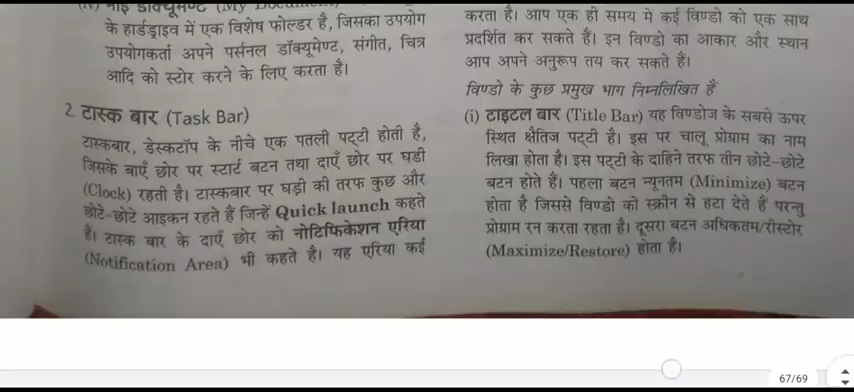 (iv) माई डॉक्यूमेण्ट (My Document)
के हार्डड्राइव में एक विशेष फोल्डर है, जिसका उपयोग
उपयोगकर्ता अपने पर्सनल डॉक्यूमेण्ट, संगीत, चित्र
आदि को स्टोर करने के लिए करता है।
2. टास्क बार (Task Bar)
टास्कबार, डेस्कटॉप के नीचे एक पतली पट्टी होती है,
जिसके बाएँ छोर पर स्टार्ट बटन तथा दाएँ छोर पर घडी
(Clock) रहती है। टास्कबार पर घड़ी की तरफ कुछ और
छोटे-छोटे आइकन रहते हैं जिन्हें Quick launch कहते
हैं। टास्क बार के दाएँ छोर को नोटिफिकेशन एरिया
(Notification Area) भी कहते है। यह एरिया कई
करता है। आप एक ही समय में कई विण्डो को एक साथ
प्रदर्शित कर सकते हैं। इन विण्डो का आकार और स्थान
आप अपने अनुरूप तय कर सकते हैं।
विण्डो के कुछ प्रमुख भाग निम्नलिखित हैं
(i) टाइटल बार (Title Bar) यह विण्डोज के सबसे ऊपर
स्थित क्षैतिज पट्टी है। इस पर चालू प्रोग्राम का नाम
लिखा होता है। इस पट्टी के दाहिने तरफ तीन छोटे-छोटे
बटन होते हैं। पहला बटन न्यूनतम (Minimize) बटन
होता है जिससे विण्डो को स्क्रीन से हटा देते हैं परन्तु
प्रोग्राम रन करता रहता है। दूसरा बटन अधिकतम/रीस्टोर
(Maximize/Restore) होता है।
67/69